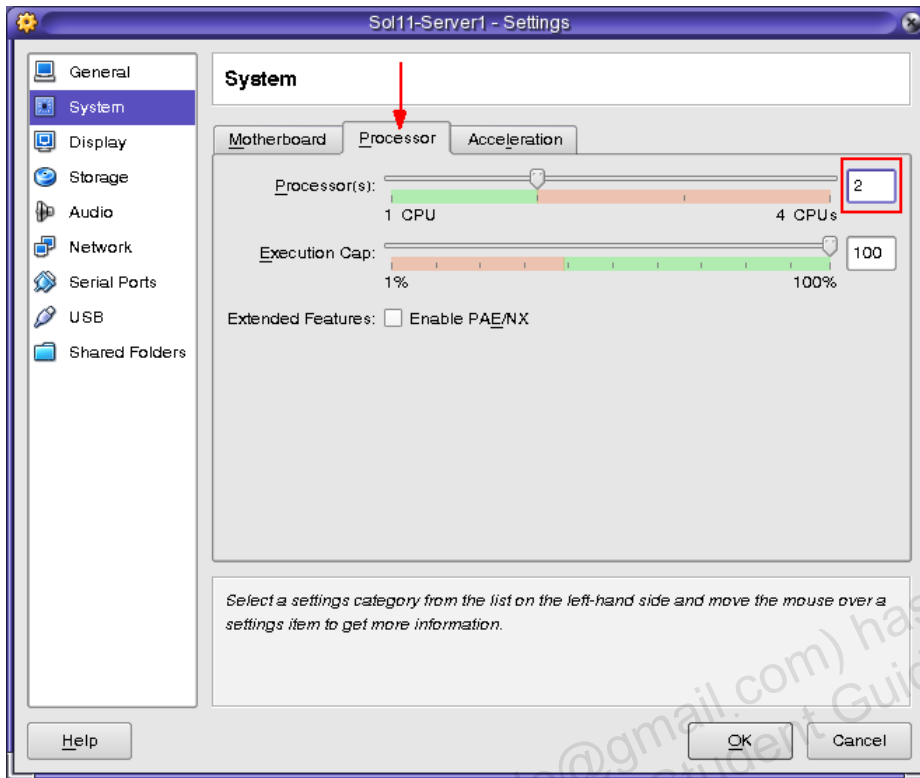 Sol11-Server1 - Settings
General
System
Display
Storage
Audio
Network
Serial Ports
USB
Shared Folders
System
Motherboard Processor Acceleration
Processor(s): 2
1 CPU 4 CPUs
Execution Cap: 100
1% 100%
Extended Features: Enable PAE/NX
Select a settings category from the list on the left-hand side and move the mouse over a
settings item to get more information.
Help OK Cancel
@gmail.com) has